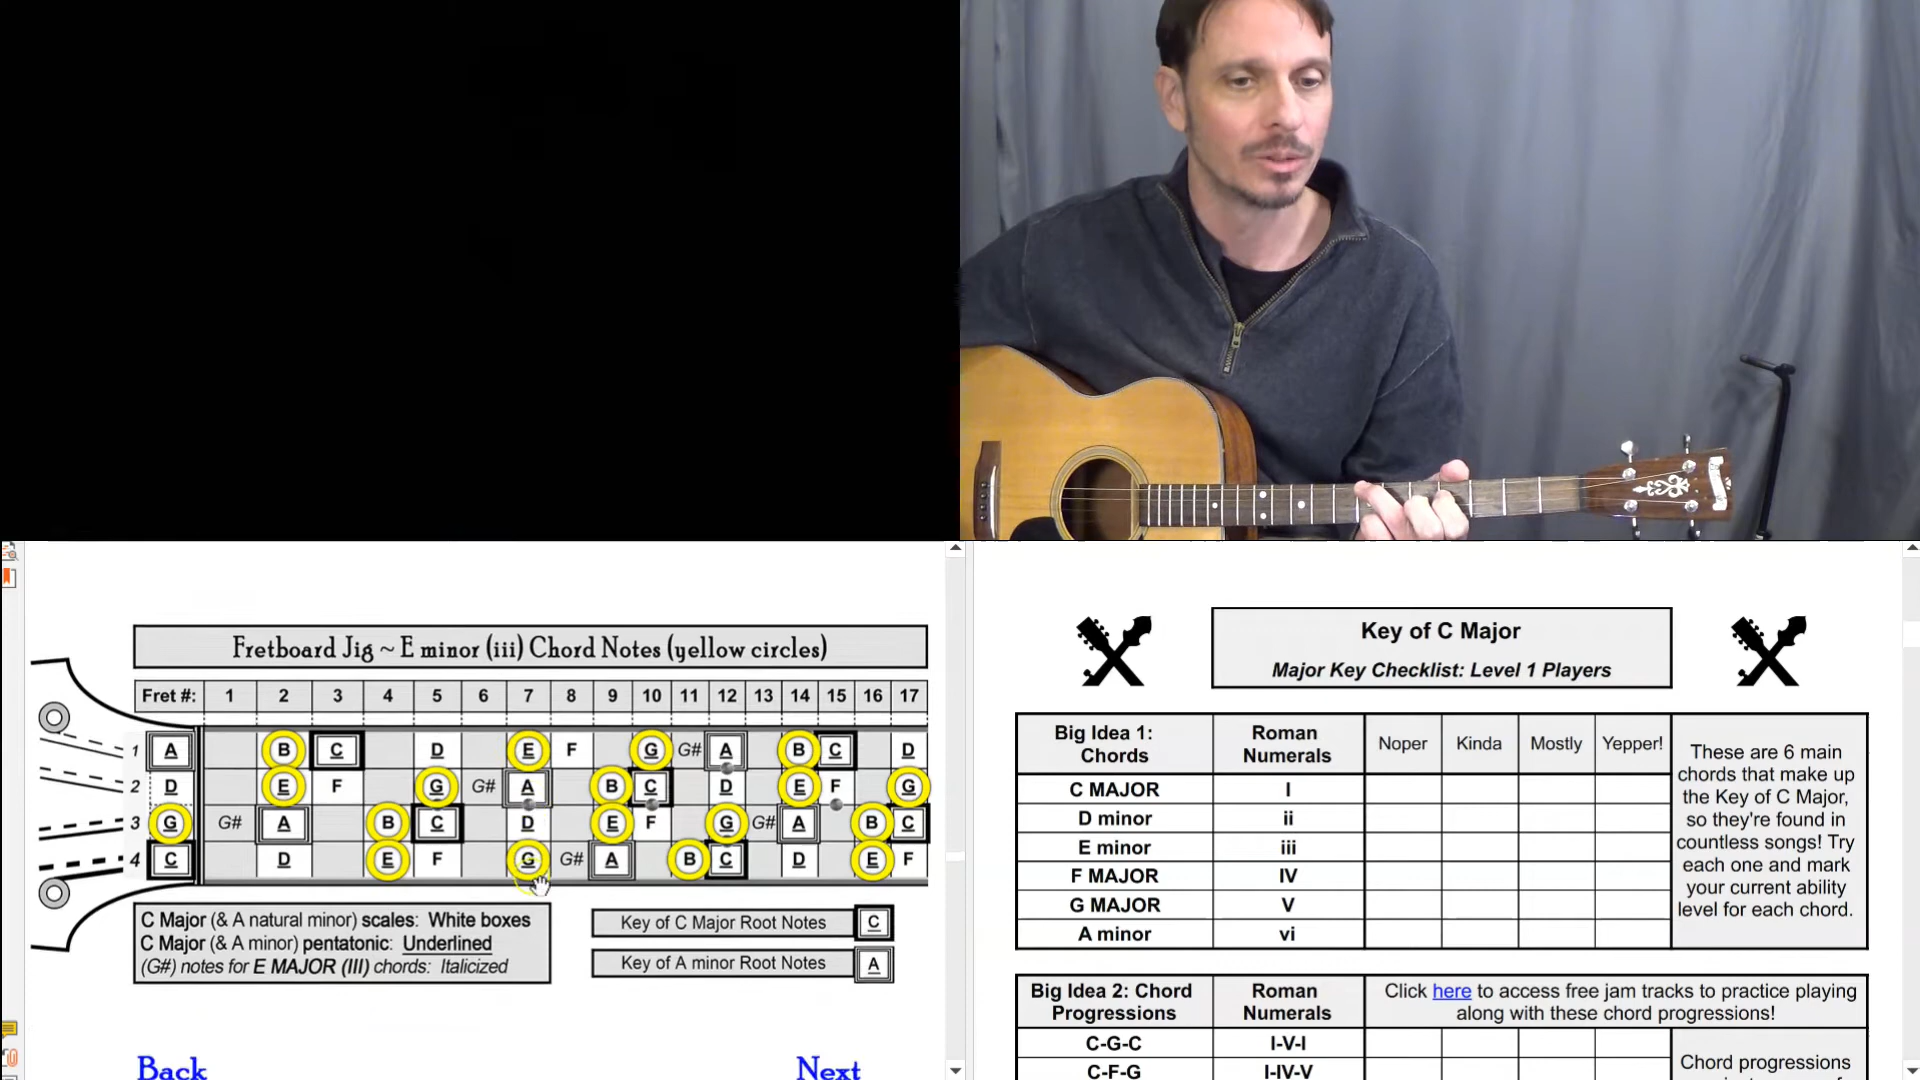 Fretboard Jig ~ E minor (iii) Chord Notes (yellow circles)
Fret #: 1 2 3 4 5 6 7 8 9 10 11 12 13 14 15 16 17
1 A B C D E F G G# A B C D
2 D E F G G# A B C D E F G
3 G G# A B C D E F G G# A B C
4 C D E F G G# A B C D E F
C Major (& A natural minor) scales: White boxes
C Major (& A minor) pentatonic: Underlined
(G#) notes for E MAJOR (III) chords: Italicized
Key of C Major Root Notes C
Key of A minor Root Notes A
Back Next
Key of C Major
Major Key Checklist: Level 1 Players
Big Idea 1:
Chords
Roman
Numerals
Noper Kinda Mostly Yepper!
C MAJOR I
D minor ii
E minor iii
F MAJOR IV
G MAJOR V
A minor vi
These are 6 main
chords that make up
the Key of C Major,
so they're found in
countless songs! Try
each one and mark
your current ability
level for each chord.
Big Idea 2: Chord
Progressions
Roman
Numerals
Click here to access free jam tracks to practice playing
along with these chord progressions!
C-G-C I-V-I
C-F-G I-IV-V
Chord progressions